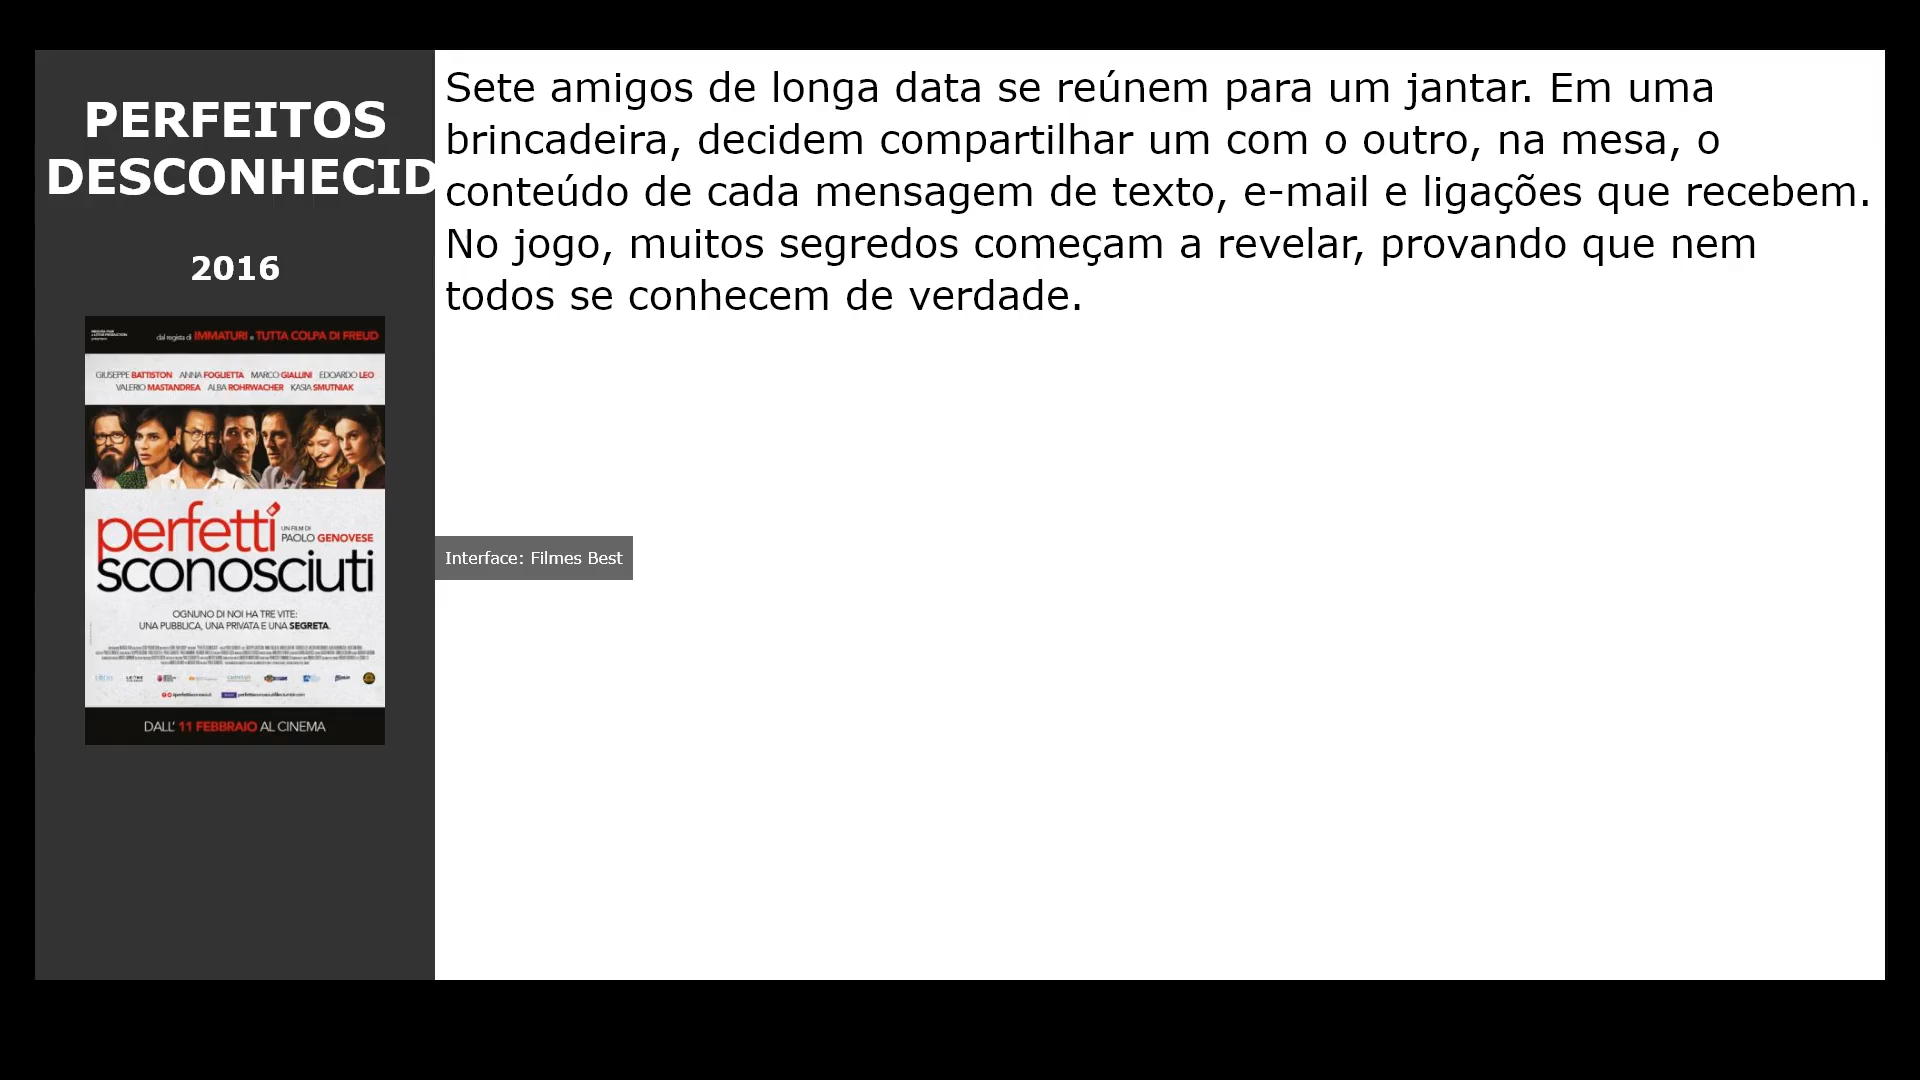 PERFEITOS
DESCONHECID
2016
Sete amigos de longa data se reúnem para um jantar. Em uma
brincadeira, decidem compartilhar um com o outro, na mesa, o
conteúdo de cada mensagem de texto, e-mail e ligações que recebem.
No jogo, muitos segredos começam a revelar, provando que nem
todos se conhecem de verdade.
dal regista di IMMATURI e TUTTA COLPA DI FREUD
GIUSEPPE BATTISTON ANNA FOGLIETTA MARCO GIALLINI EDOARDO LEO
VALERIO MASTANDREA ALBA ROHRWACHER KASIA SMUTNIAK
perfetti
UN FILM DI
PAOLO GENOVESE
sconosciuti
OGNUNO DI NOI HA TRE VITE:
UNA PUBBLICA, UNA PRIVATA E UNA SEGRETA.
DALL' 11 FEBBRAIO AL CINEMA
Interface: Filmes Best